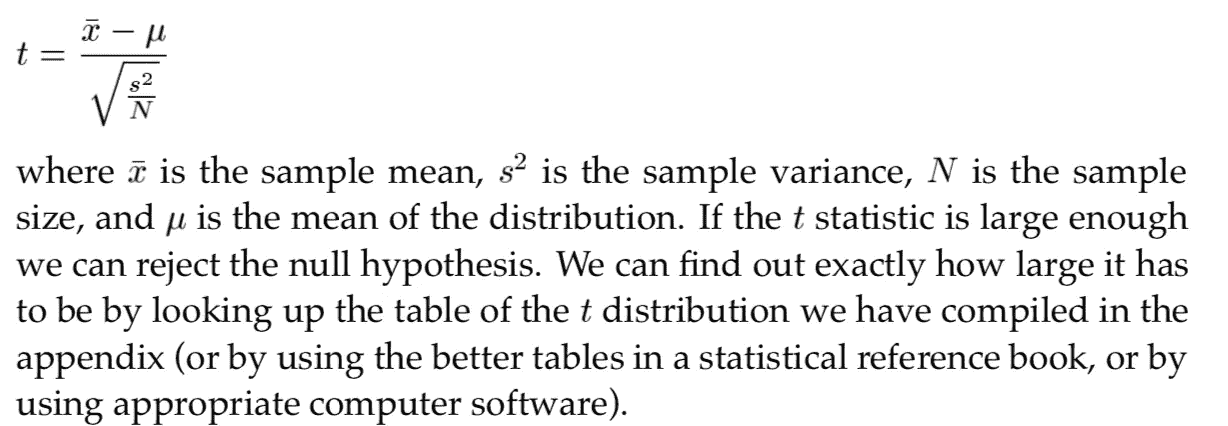 t = \frac{\bar{x} - \mu}{\sqrt{\frac{s^2}{N}}}
where x̄ is the sample mean, s² is the sample variance, N is the sample
size, and μ is the mean of the distribution. If the t statistic is large enough
we can reject the null hypothesis. We can find out exactly how large it has
to be by looking up the table of the t distribution we have compiled in the
appendix (or by using the better tables in a statistical reference book, or by
using appropriate computer software).